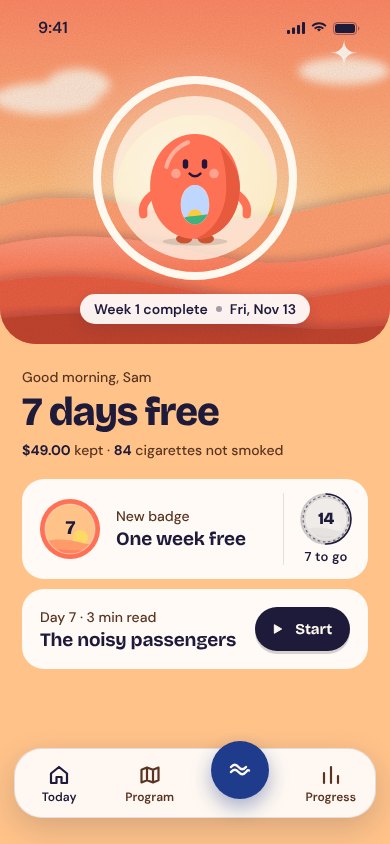 9:41
Week 1 complete • Fri, Nov 13
Good morning, Sam
7 days free
$49.00 kept · 84 cigarettes not smoked
7
New badge
One week free
14
7 to go
Day 7 · 3 min read
The noisy passengers
Start
Today
Program
Progress